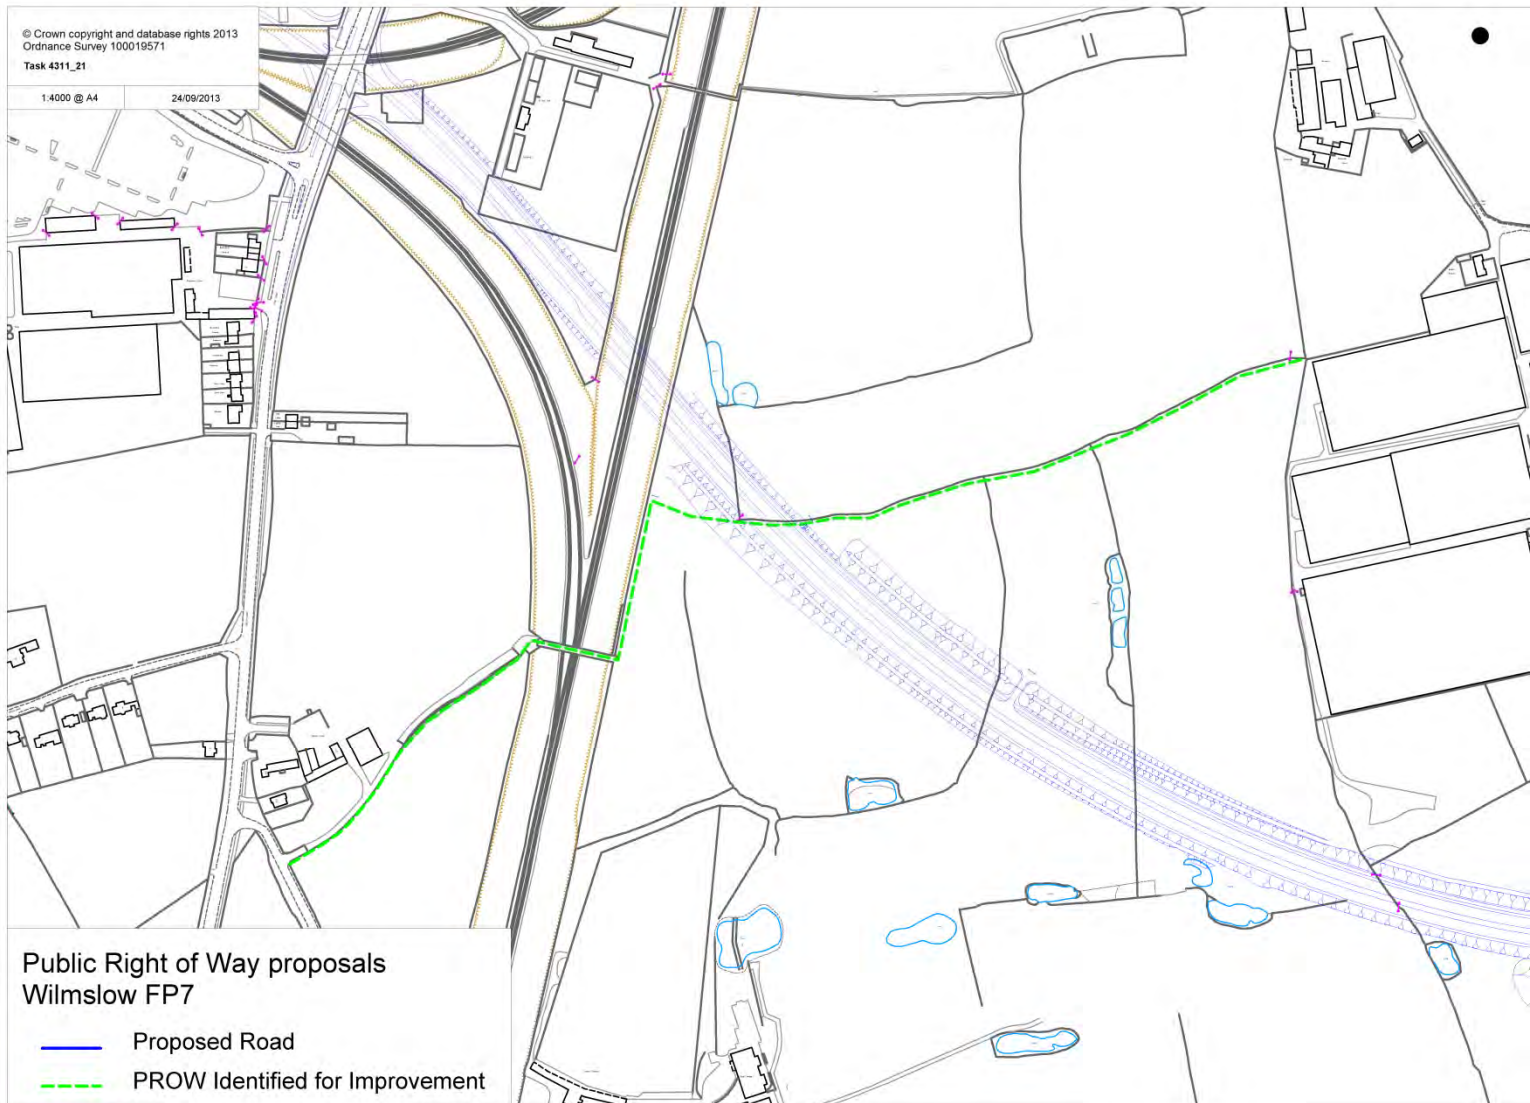 © Crown copyright and database rights 2013
Ordnance Survey 100019571
Task 4311_21
1:4000 @ A4
24/09/2013
Public Right of Way proposals
Wilmslow FP7
Proposed Road
PROW Identified for Improvement